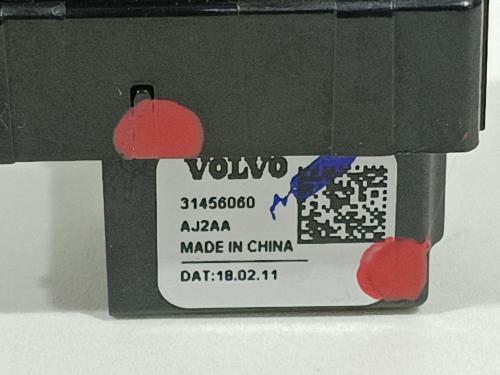 VOLVO
31456060
AJ2AA
MADE IN CHINA
DAT:18.02.11